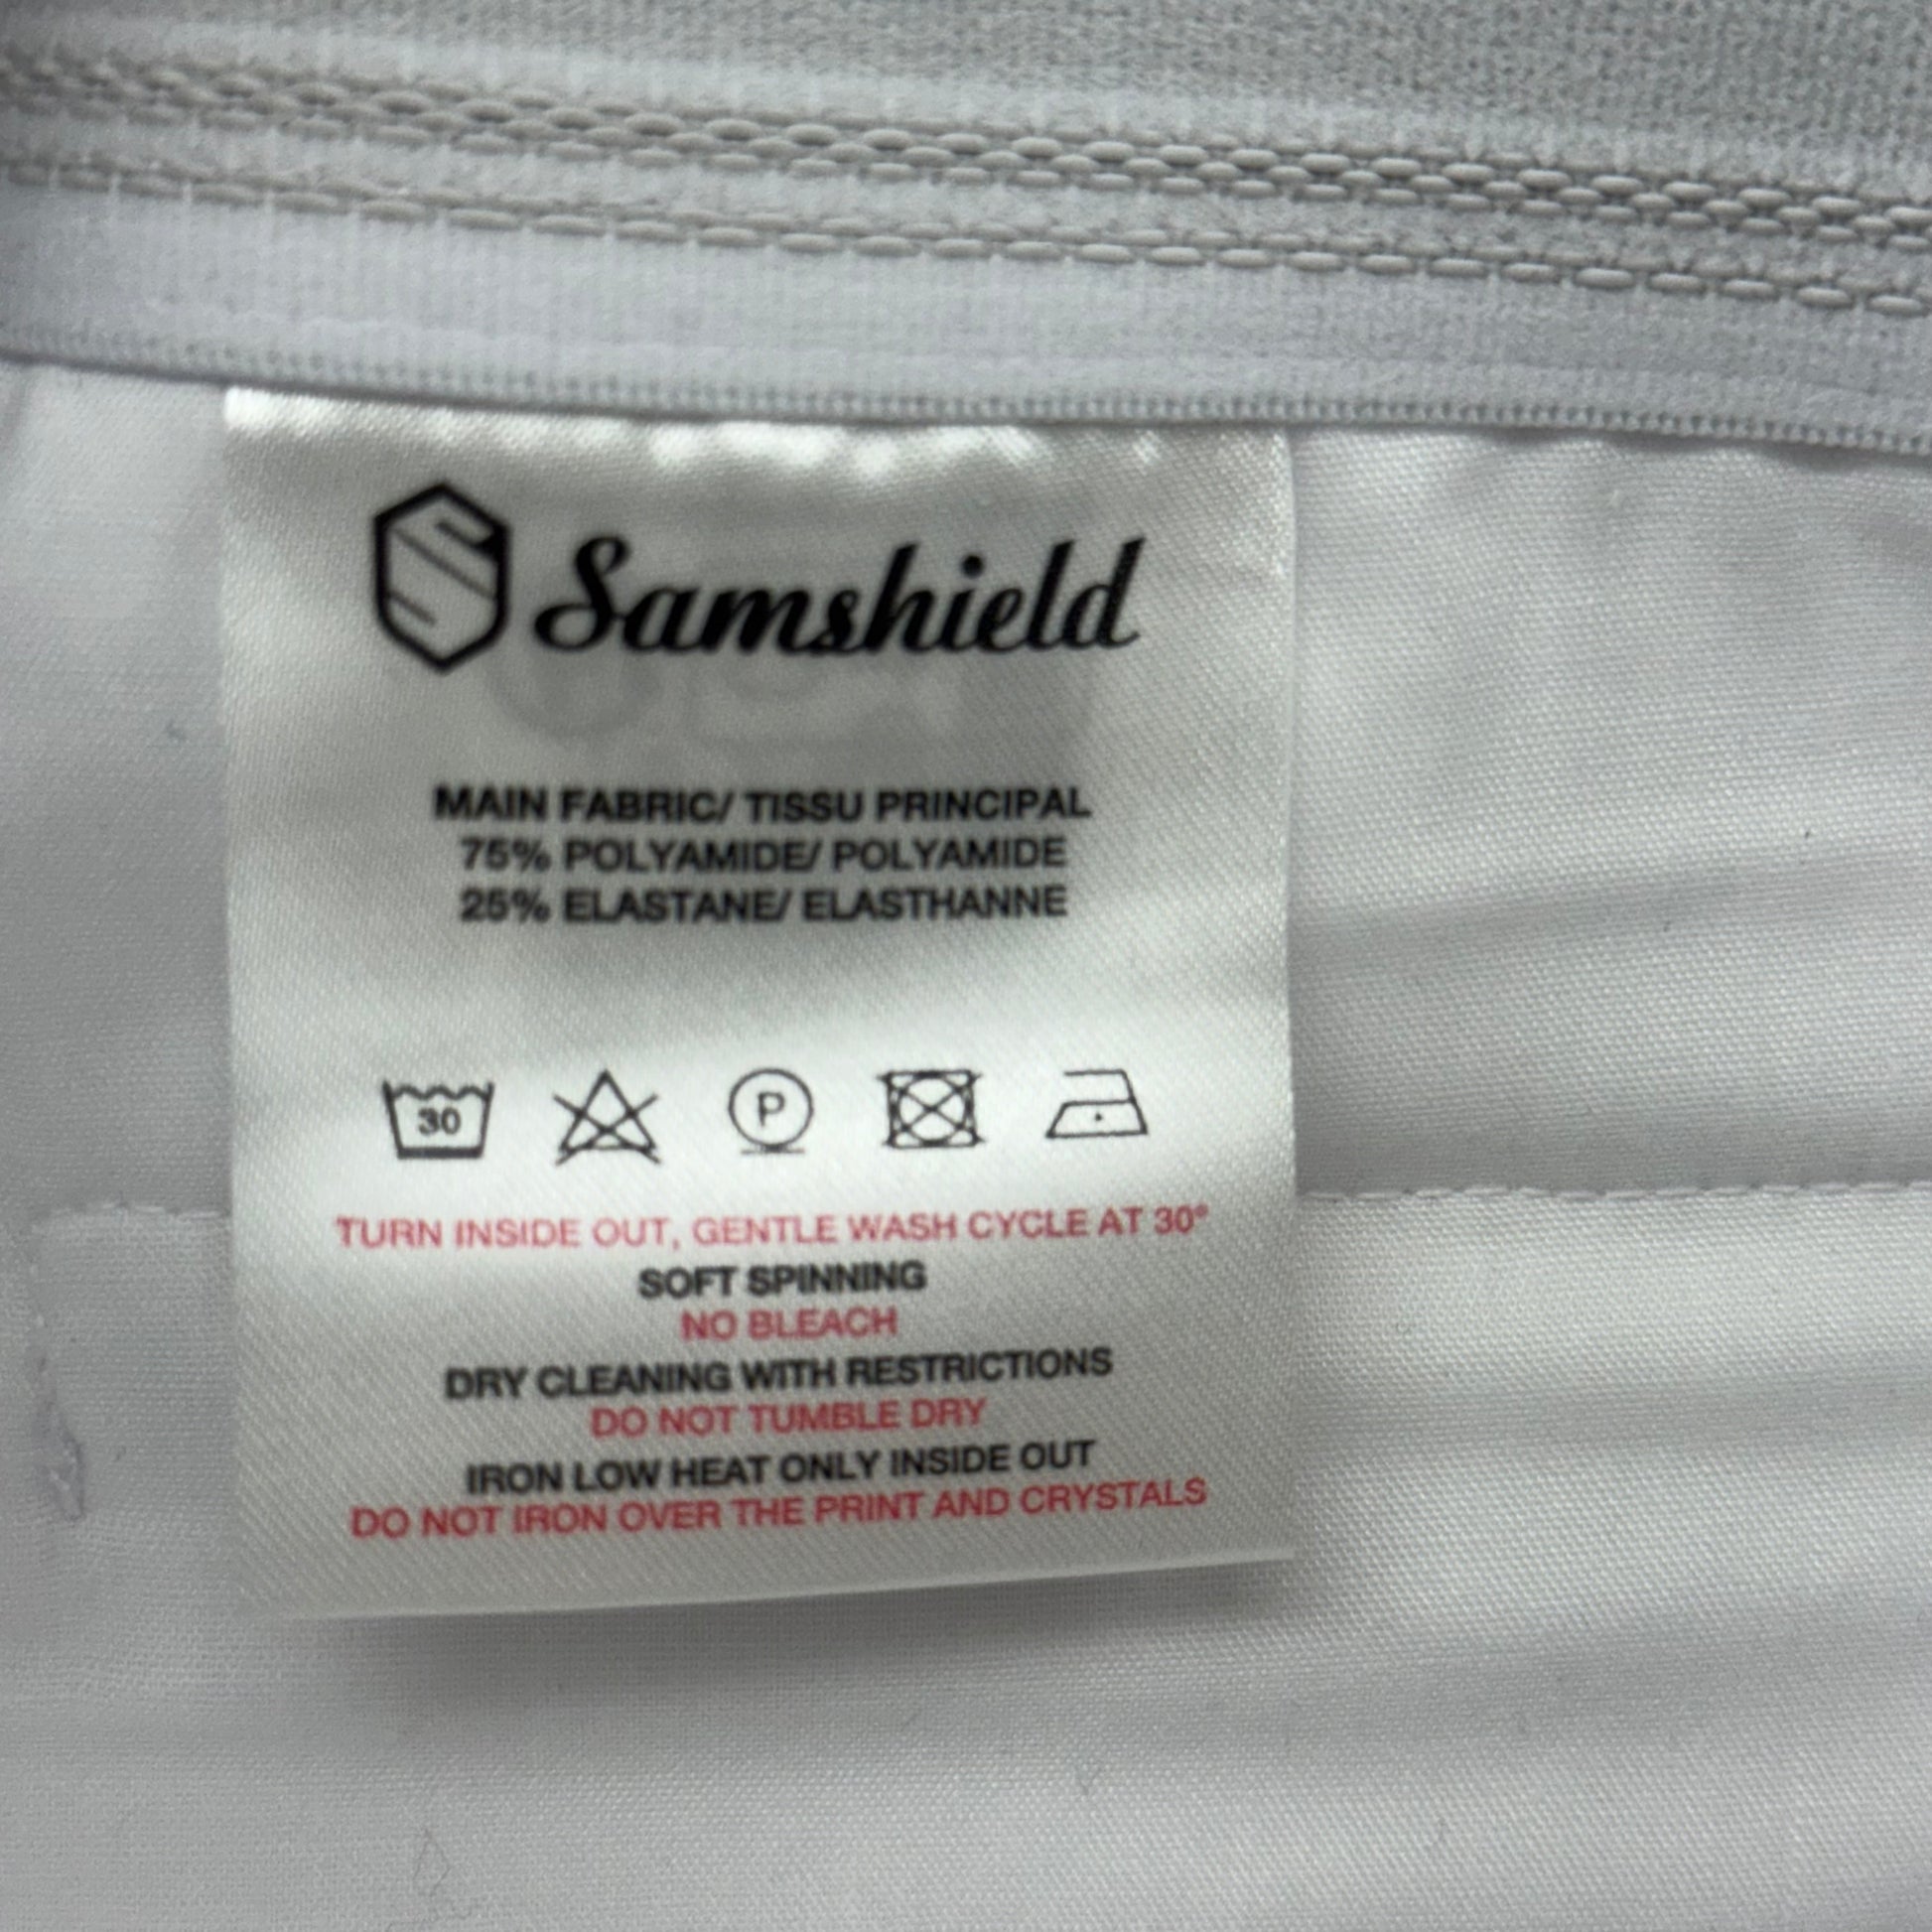 Samshield
MAIN FABRIC/ TISSU PRINCIPAL
75% POLYAMIDE/ POLYAMIDE
25% ELASTANE/ ELASTHANNE
30
P
TURN INSIDE OUT, GENTLE WASH CYCLE AT 30°
SOFT SPINNING
NO BLEACH
DRY CLEANING WITH RESTRICTIONS
DO NOT TUMBLE DRY
IRON LOW HEAT ONLY INSIDE OUT
DO NOT IRON OVER THE PRINT AND CRYSTALS